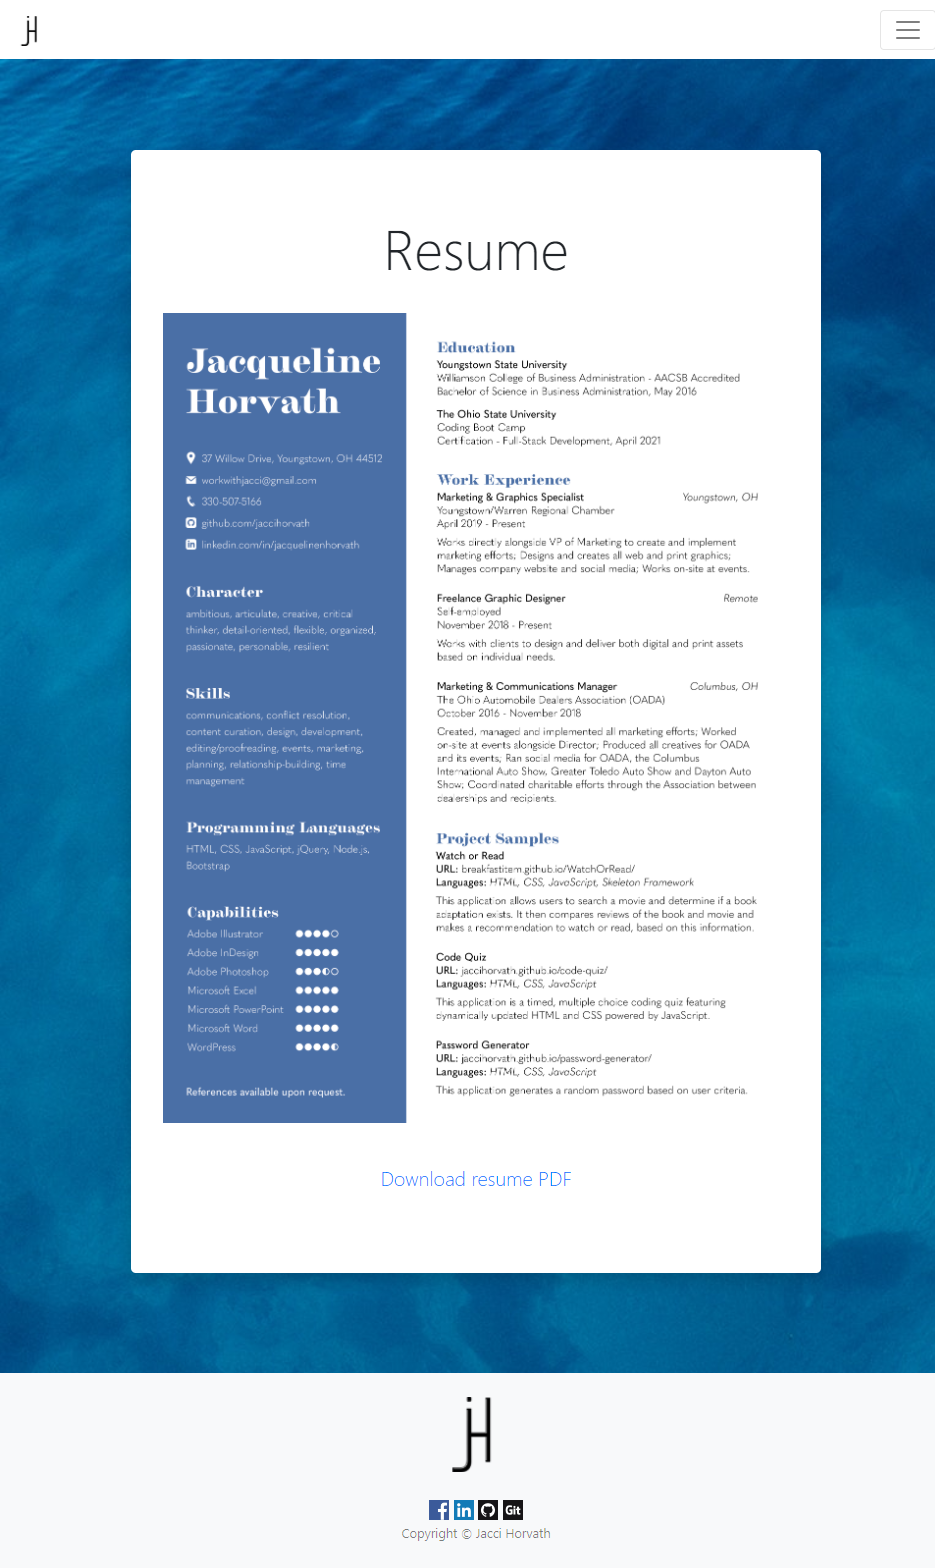 jH
Resume
Jacqueline
Horvath
37 Willow Drive, Youngstown, OH 44512
workwithjacci@gmail.com
330-507-5166
github.com/jaccihorvath
linkedin.com/in/jacquelinenhorvath
Character
ambitious, articulate, creative, critical
thinker, detail-oriented, flexible, organized,
passionate, personable, resilient
Skills
communications, conflict resolution,
content curation, design, development,
editing/proofreading, events, marketing,
planning, relationship-building, time
management
Programming Languages
HTML, CSS, JavaScript, jQuery, Node.js,
Bootstrap
Capabilities
Adobe Illustrator
Adobe InDesign
Adobe Photoshop
Microsoft Excel
Microsoft PowerPoint
Microsoft Word
WordPress
References available upon request.
Education
Youngstown State University
Williamson College of Business Administration - AACSB Accredited
Bachelor of Science in Business Administration, May 2016
The Ohio State University
Coding Boot Camp
Certification - Full-Stack Development, April 2021
Work Experience
Marketing & Graphics Specialist Youngstown, OH
Youngstown/Warren Regional Chamber
April 2019 - Present
Works directly alongside VP of Marketing to create and implement
marketing efforts; Designs and creates all web and print graphics;
Manages company website and social media; Works on-site at events.
Freelance Graphic Designer Remote
Self-employed
November 2018 - Present
Works with clients to design and deliver both digital and print assets
based on individual needs.
Marketing & Communications Manager Columbus, OH
The Ohio Automobile Dealers Association (OADA)
October 2016 - November 2018
Created, managed and implemented all marketing efforts; Worked
on-site at events alongside Director; Produced all creatives for OADA
and its events; Ran social media for OADA, the Columbus
International Auto Show, Greater Toledo Auto Show and Dayton Auto
Show; Coordinated charitable efforts through the Association between
dealerships and recipients.
Project Samples
Watch or Read
URL: breakfastitem.github.io/WatchOrRead/
Languages: HTML, CSS, JavaScript, Skeleton Framework
This application allows users to search a movie and determine if a book
adaptation exists. It then compares reviews of the book and movie and
makes a recommendation to watch or read, based on this information.
Code Quiz
URL: jaccihorvath.github.io/code-quiz/
Languages: HTML, CSS, JavaScript
This application is a timed, multiple choice coding quiz featuring
dynamically updated HTML and CSS powered by JavaScript.
Password Generator
URL: jaccihorvath.github.io/password-generator/
Languages: HTML, CSS, JavaScript
This application generates a random password based on user criteria.
Download resume PDF
jH
f in Git
Copyright © Jacci Horvath